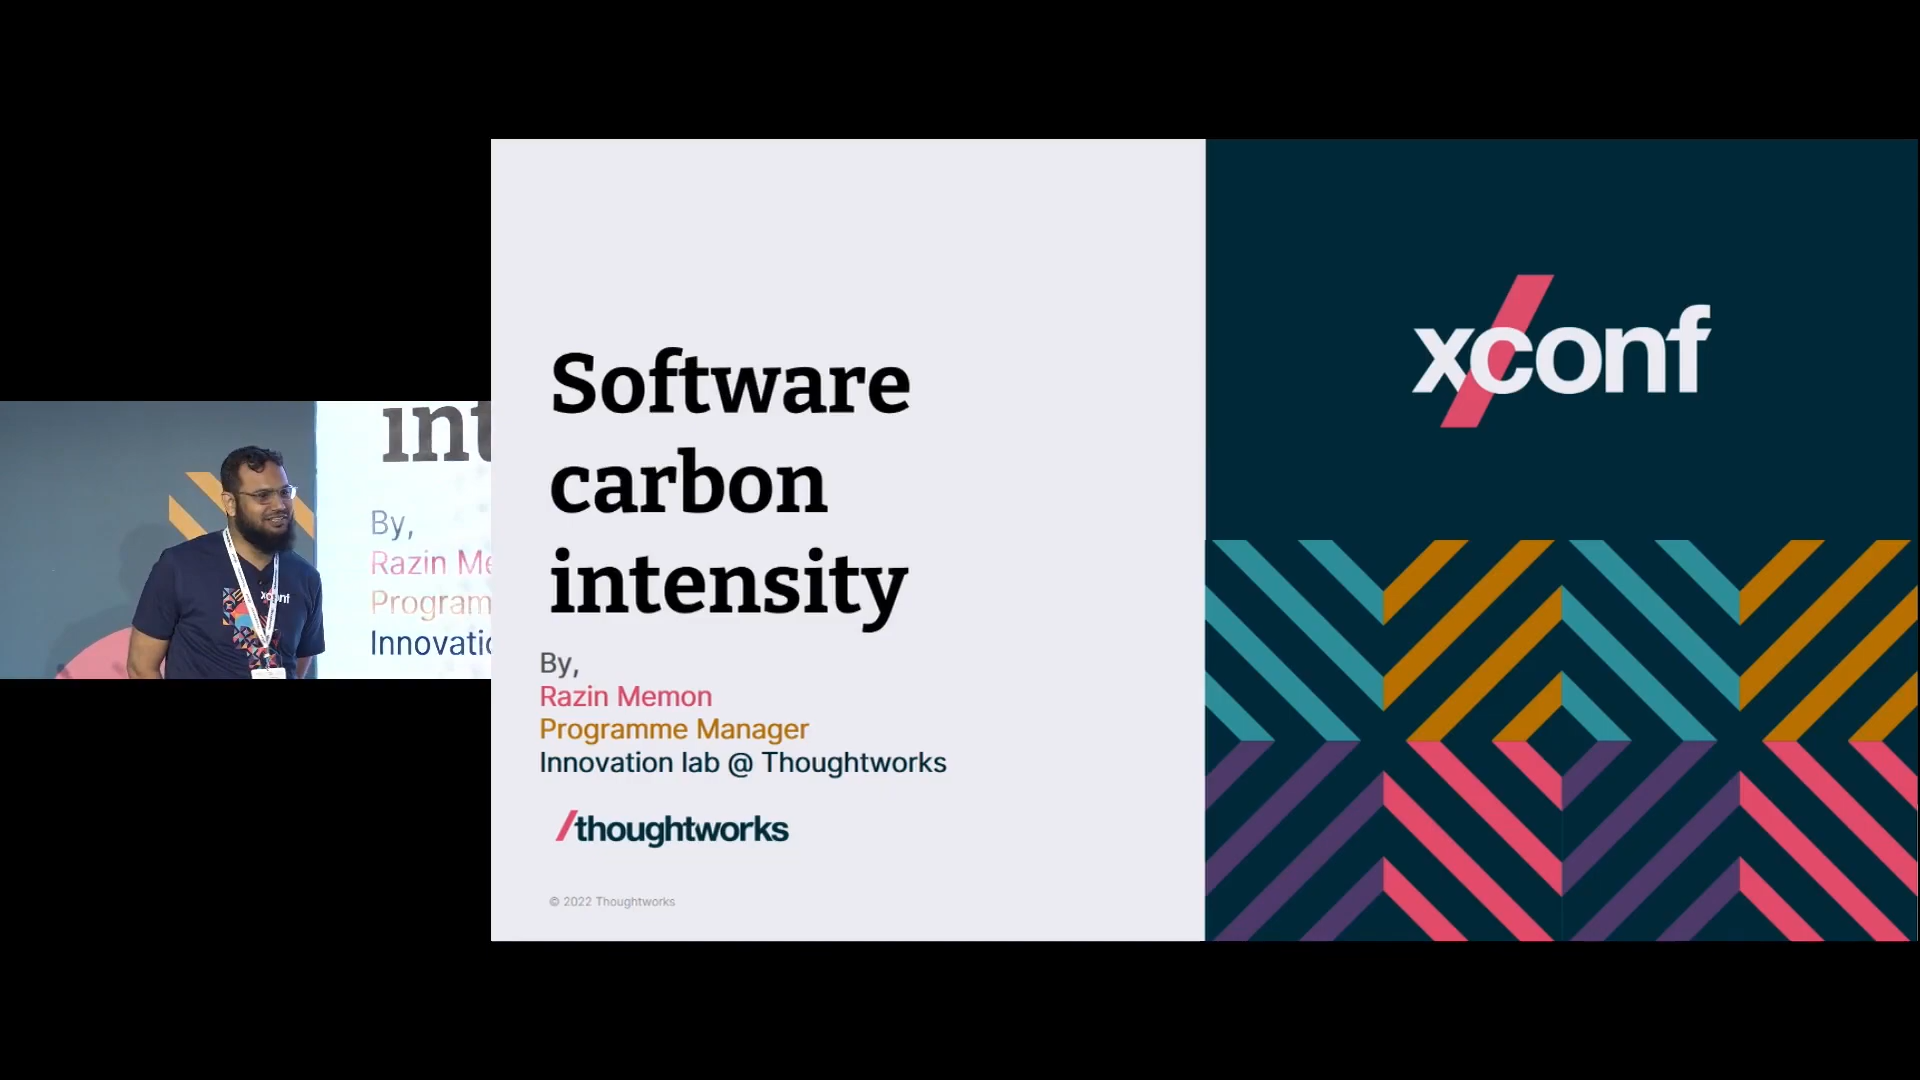 int
By,
Razin Me
Program
Innovatio
xconf
Software
carbon
intensity
By,
Razin Memon
Programme Manager
Innovation lab @ Thoughtworks
/thoughtworks
© 2022 Thoughtworks
xconf